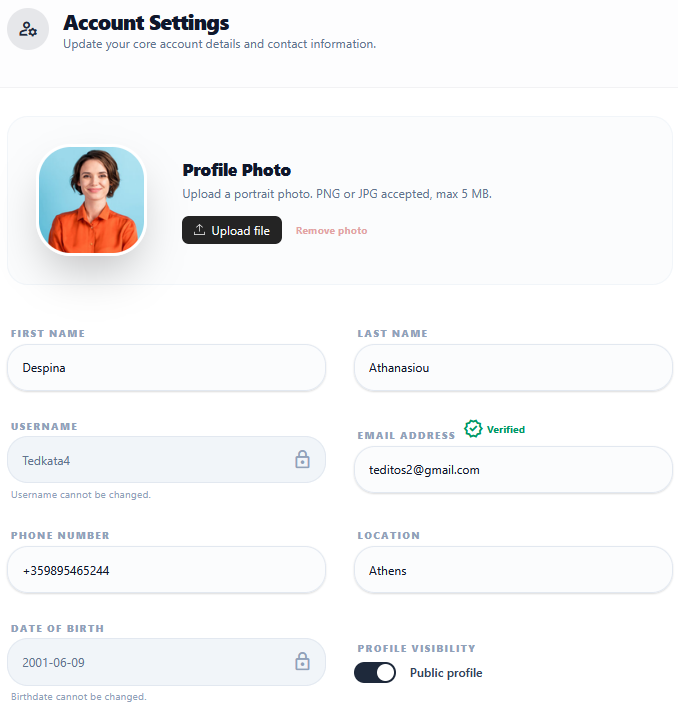 Account Settings
Update your core account details and contact information.
Profile Photo
Upload a portrait photo. PNG or JPG accepted, max 5 MB.
Upload file
Remove photo
FIRST NAME
Despina
LAST NAME
Athanasiou
USERNAME
Tedkata4
Username cannot be changed.
EMAIL ADDRESS
Verified
teditos2@gmail.com
PHONE NUMBER
+359895465244
LOCATION
Athens
DATE OF BIRTH
2001-06-09
Birthdate cannot be changed.
PROFILE VISIBILITY
Public profile